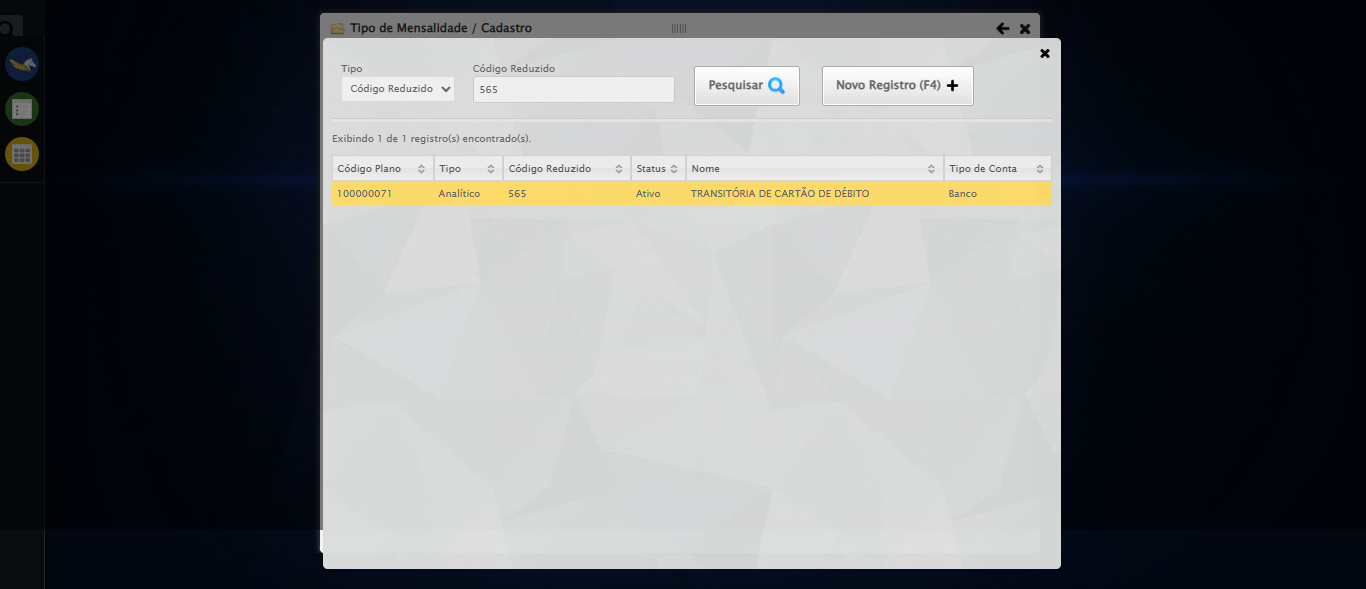 Tipo de Mensalidade / Cadastro
Tipo
Código Reduzido
Código Reduzido
565
Pesquisar
Novo Registro (F4)
Exibindo 1 de 1 registro(s) encontrado(s).
Código Plano Tipo Código Reduzido Status Nome Tipo de Conta
100000071 Analítico 565 Ativo TRANSITÓRIA DE CARTÃO DE DÉBITO Banco